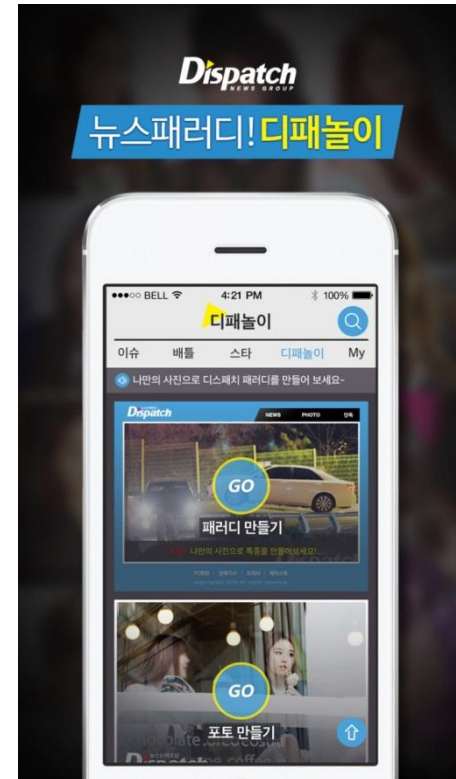 Dispatch
NEWS GROUP
뉴스패러디! 디패놀이
BELL 4:21 PM 100%
디패놀이
이슈 배틀 스타 디패놀이 My
나만의 사진으로 디스패치 패러디를 만들어 보세요~
Dispatch NEWS PHOTO 단독
GO
패러디 만들기
나만의 사진으로 특종을 만들어보세요!
GO
포토 만들기